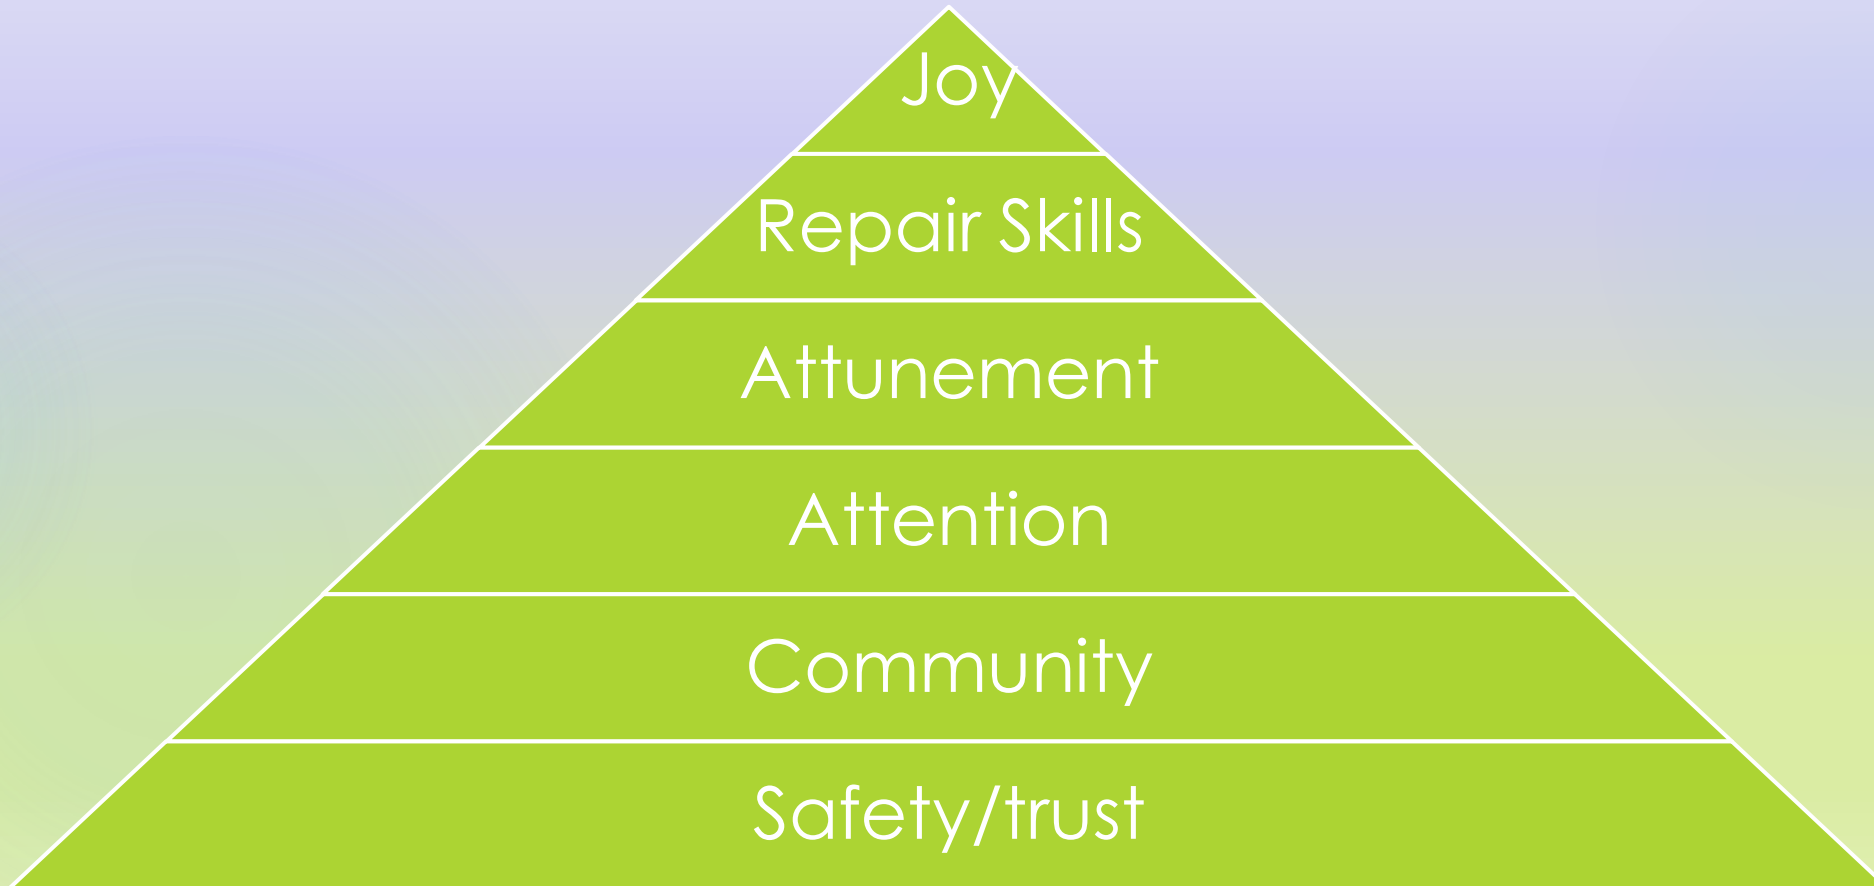 Joy
Repair Skills
Attunement
Attention
Community
Safety/trust